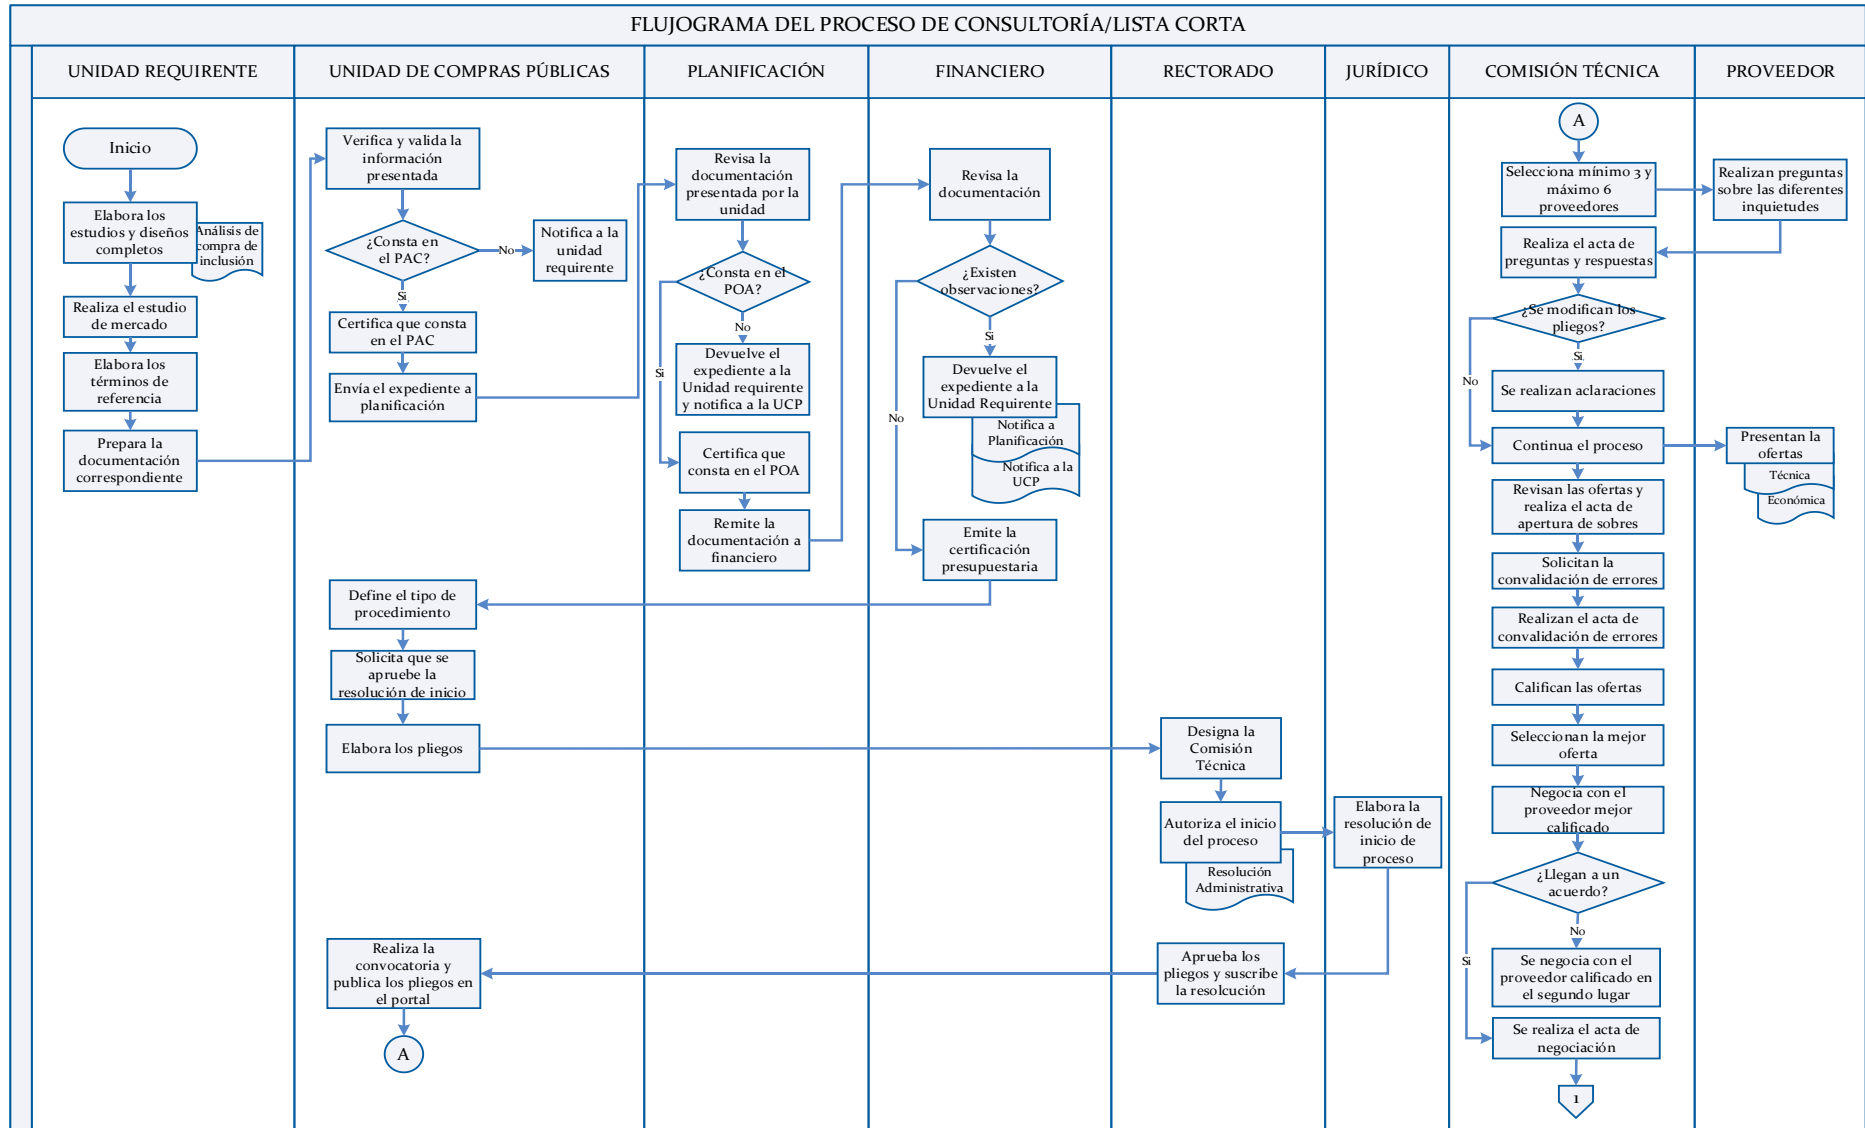 FLUJOGRAMA DEL PROCESO DE CONSULTORÍA/LISTA CORTA
UNIDAD REQUIRENTE
UNIDAD DE COMPRAS PÚBLICAS
PLANIFICACIÓN
FINANCIERO
RECTORADO
JURÍDICO
COMISIÓN TÉCNICA
PROVEEDOR
Inicio
Elabora los
estudios y diseños
completos
Análisis de
compra de
inclusión
Realiza el estudio
de mercado
Elabora los
términos de
referencia
Prepara la
documentación
correspondiente
Verifica y valida la
información
presentada
¿Consta en
el PAC?
No
Notifica a la
unidad
requirente
Si
Certifica que consta
en el PAC
Envía el expediente a
planificación
Revisa la
documentación
presentada por la
unidad
¿Consta en el
POA?
No
Si
Devuelve el
expediente a la
Unidad requirente
y notifica a la UCP
Certifica que
consta en el POA
Remite la
documentación a
financiero
Revisa la
documentación
¿Existen
observaciones?
Si
No
Devuelve el
expediente a la
Unidad Requirente
Notifica a
Planificación
Notifica a la
UCP
Emite la
certificación
presupuestaria
Define el tipo de
procedimiento
Solicita que se
apruebe la
resolución de inicio
Elabora los pliegos
Designa la
Comisión
Técnica
Autoriza el inicio
del proceso
Resolución
Administrativa
Elabora la
resolución de
inicio de
proceso
Aprueba los
pliegos y suscribe
la resolcución
Realiza la
convocatoria y
publica los pliegos en
el portal
A
A
Selecciona mínimo 3 y
máximo 6
proveedores
Realizan preguntas
sobre las diferentes
inquietudes
Realiza el acta de
preguntas y respuestas
¿Se modifican los
pliegos?
Si
No
Se realizan aclaraciones
Continua el proceso
Presentan la
ofertas
Técnica
Económica
Revisan las ofertas y
realiza el acta de
apertura de sobres
Solicitan la
convalidación de errores
Realizan el acta de
convalidación de errores
Califican las ofertas
Seleccionan la mejor
oferta
Negocia con el
proveedor mejor
calificado
¿Llegan a un
acuerdo?
No
Si
Se negocia con el
proveedor calificado en
el segundo lugar
Se realiza el acta de
negociación
1